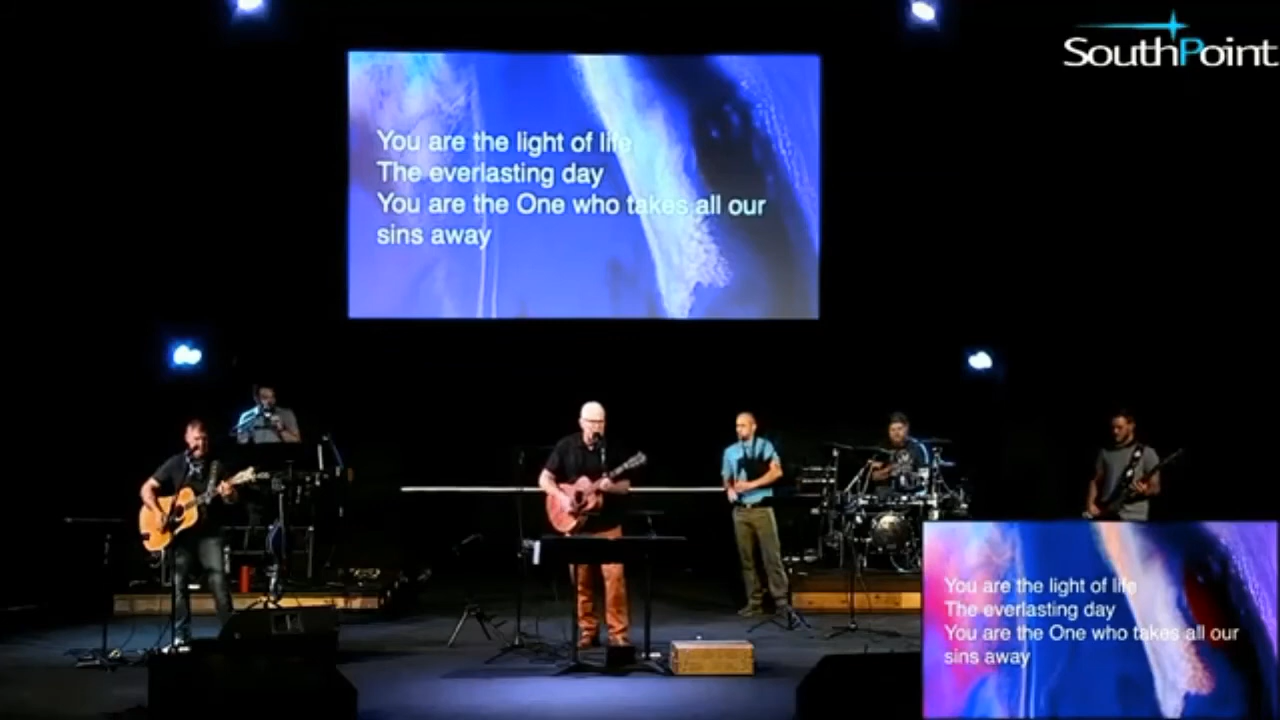 SouthPoint
You are the light of life
The everlasting day
You are the One who takes all our
sins away
You are the light of life
The everlasting day
You are the One who takes all our
sins away